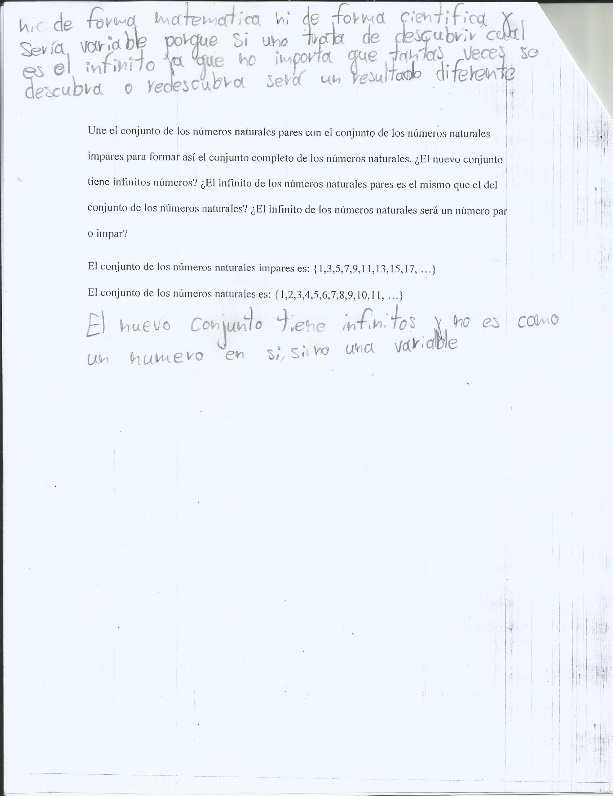 nic de forma matematica ni de forma cientifica y
Sería variable porque si uno trata de descubrir cual
es el infinito ya que no importa que tantas veces se
descubra o redescubra será un resultado diferente
Une el conjunto de los números naturales pares con el conjunto de los números naturales
impares para formar así el conjunto completo de los números naturales. ¿El nuevo conjunto
tiene infinitos números? ¿El infinito de los números naturales pares es el mismo que el del
conjunto de los números naturales? ¿El infinito de los números naturales será un número par
o impar?
El conjunto de los números naturales impares es: {1,3,5,7,9,11,13,15,17, …}
El conjunto de los números naturales es: {1,2,3,4,5,6,7,8,9,10,11, …}
El nuevo conjunto tiene infinitos y no es como
un numero en si, sino una variable